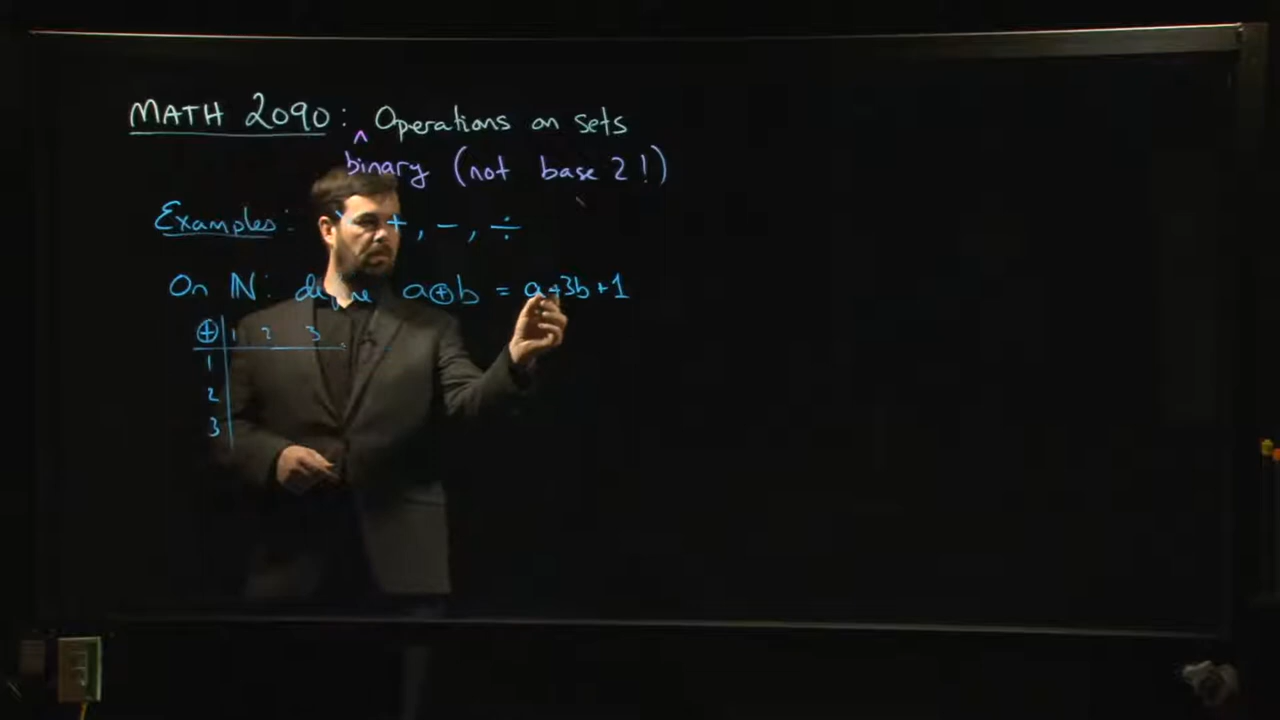 MATH 2090: Operations on sets
^
binary (not base 2!)
Examples: +, -, ÷
On ℕ: define a⊕b = a+3b+1
⊕ 1 2 3
1
2
3